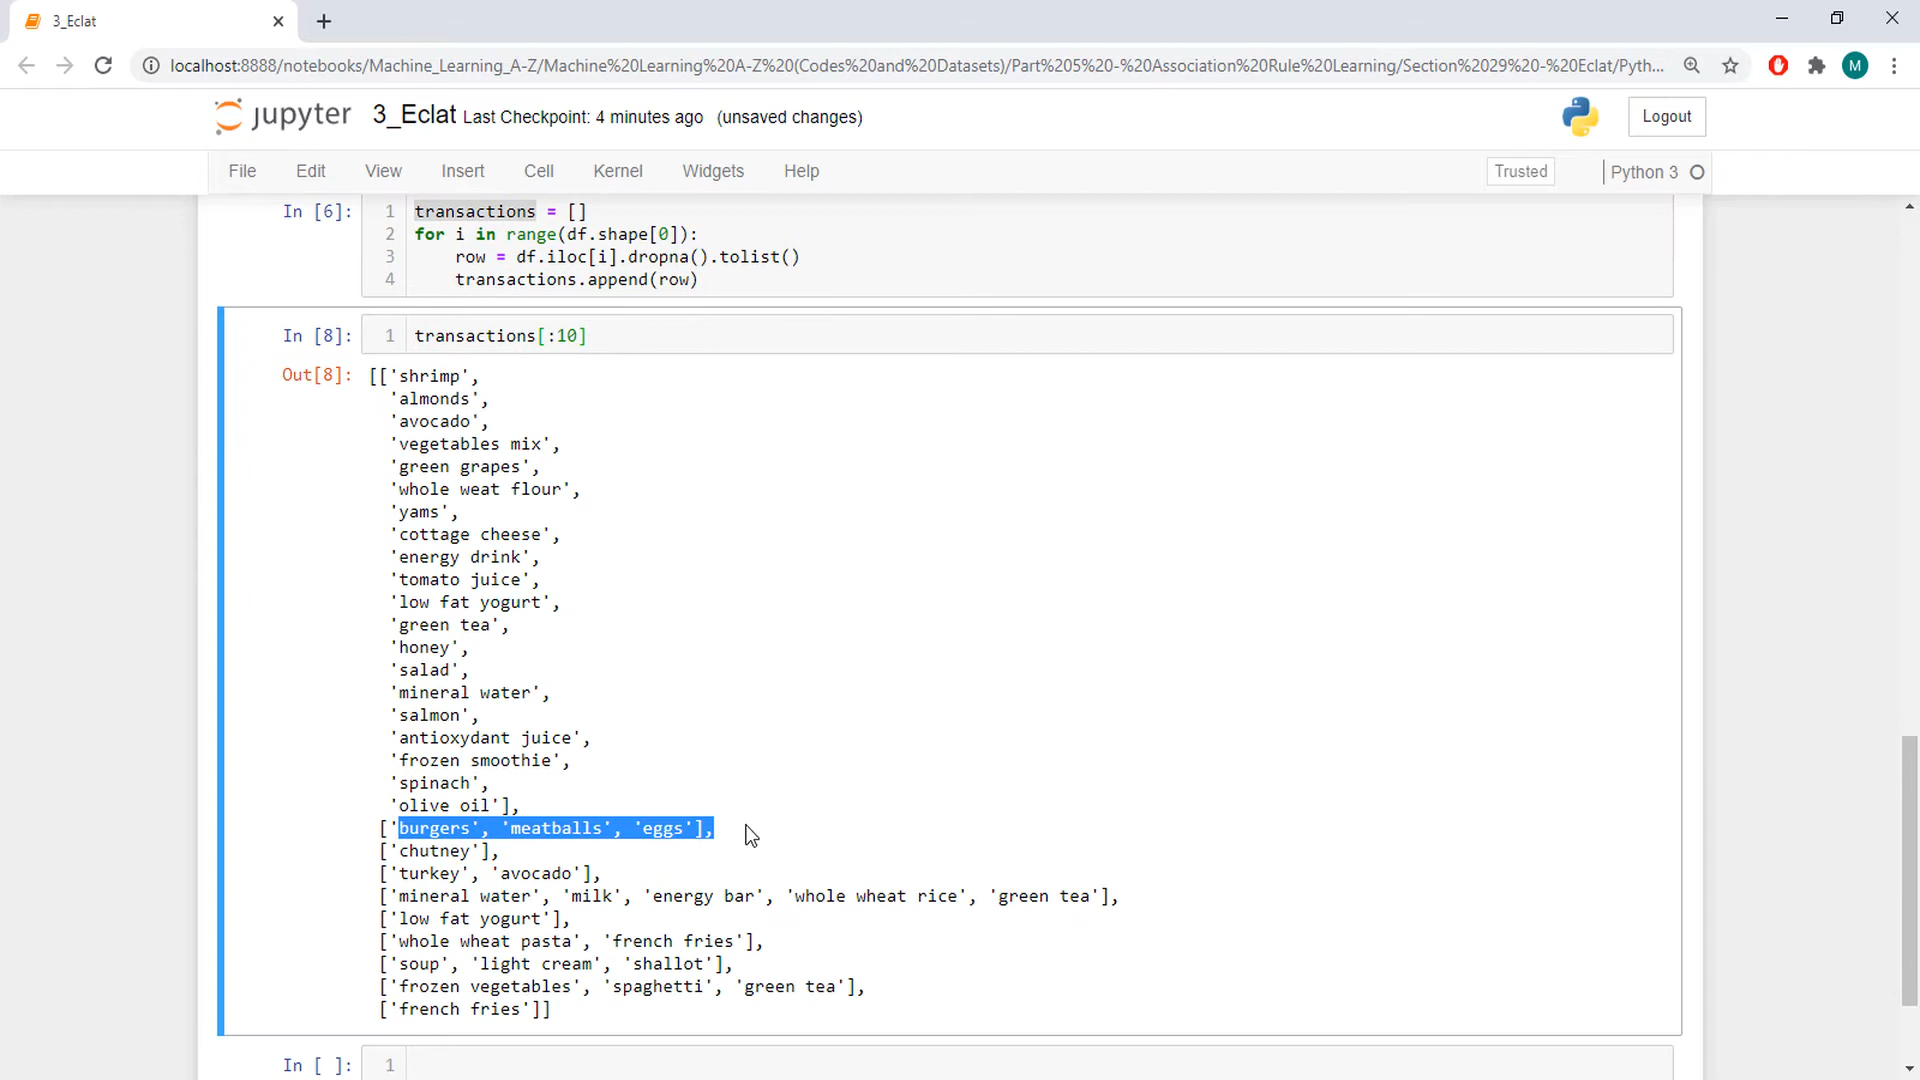 3_Eclat
localhost:8888/notebooks/Machine_Learning_A-Z/Machine%20Learning%20A-Z%20(Codes%20and%20Datasets)/Part%205%20-%20Association%20Rule%20Learning/Section%2029%20-%20Eclat/Pyth...
M
jupyter 3_Eclat Last Checkpoint: 4 minutes ago (unsaved changes)
Logout
File Edit View Insert Cell Kernel Widgets Help
Trusted Python 3
In [6]: 1 transactions = []
2 for i in range(df.shape[0]):
3 row = df.iloc[i].dropna().tolist()
4 transactions.append(row)
In [8]: 1 transactions[:10]
Out[8]: [['shrimp',
'almonds',
'avocado',
'vegetables mix',
'green grapes',
'whole weat flour',
'yams',
'cottage cheese',
'energy drink',
'tomato juice',
'low fat yogurt',
'green tea',
'honey',
'salad',
'mineral water',
'salmon',
'antioxydant juice',
'frozen smoothie',
'spinach',
'olive oil'],
['burgers', 'meatballs', 'eggs'],
['chutney'],
['turkey', 'avocado'],
['mineral water', 'milk', 'energy bar', 'whole wheat rice', 'green tea'],
['low fat yogurt'],
['whole wheat pasta', 'french fries'],
['soup', 'light cream', 'shallot'],
['frozen vegetables', 'spaghetti', 'green tea'],
['french fries']]
In [ ]: 1